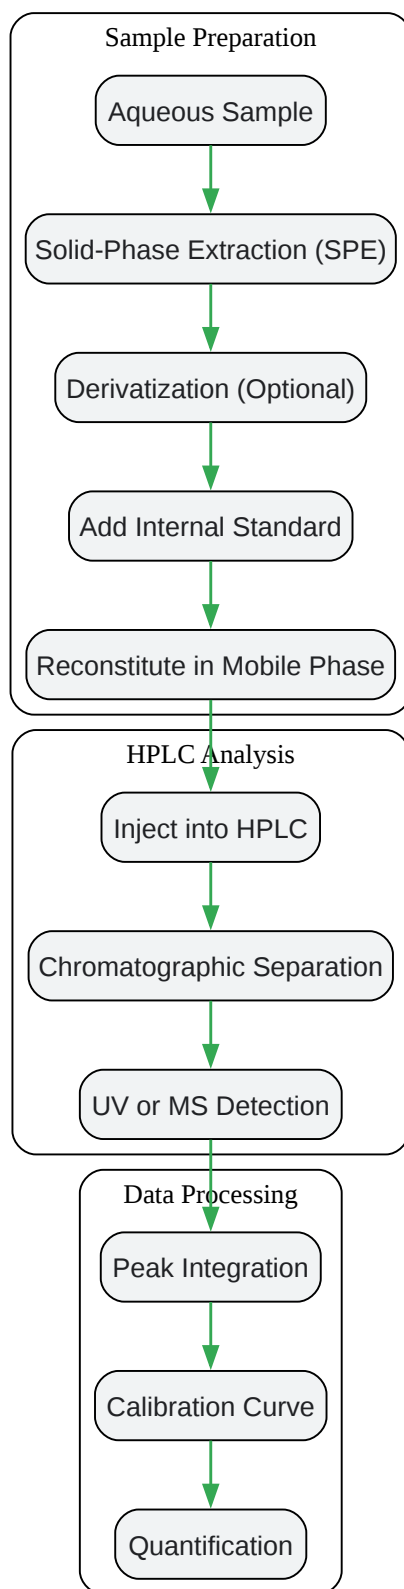 Sample Preparation
Aqueous Sample
Solid-Phase Extraction (SPE)
Derivatization (Optional)
Add Internal Standard
Reconstitute in Mobile Phase
HPLC Analysis
Inject into HPLC
Chromatographic Separation
UV or MS Detection
Data Processing
Peak Integration
Calibration Curve
Quantification